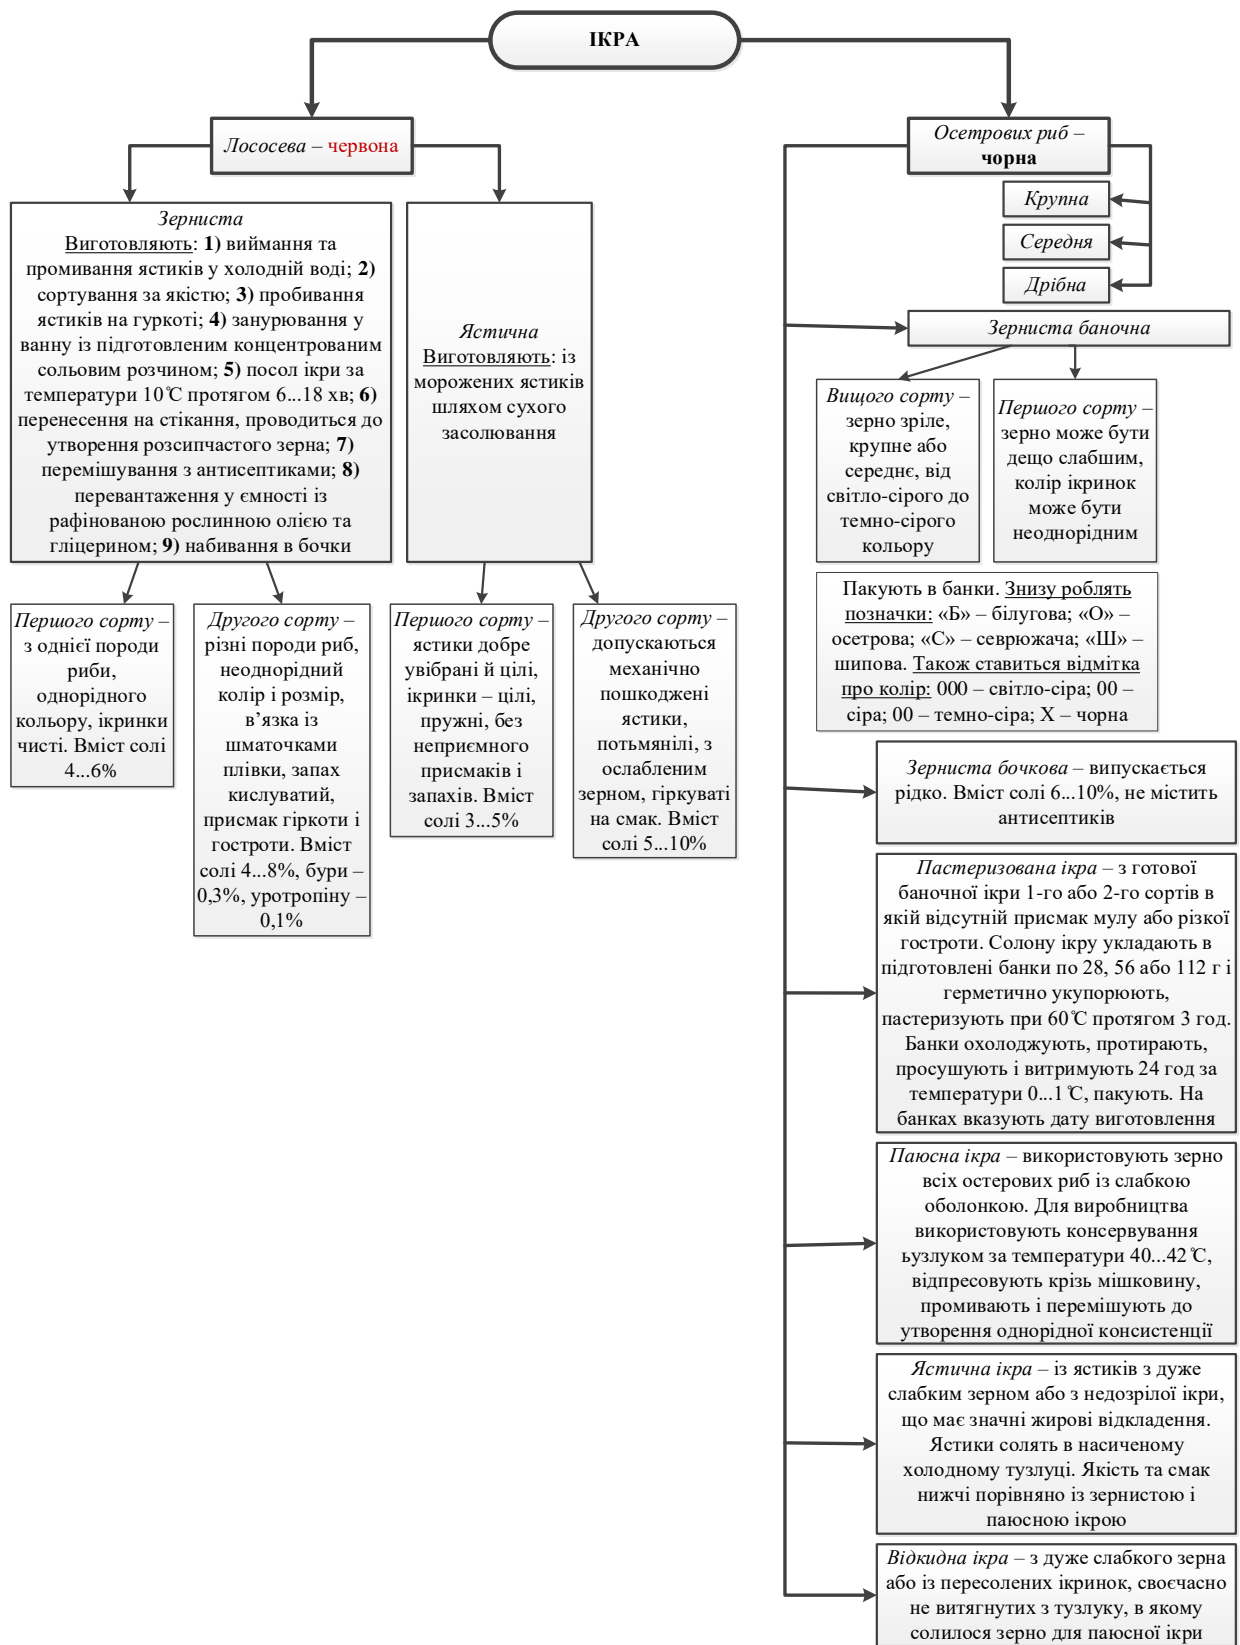 ІКРА
Лососева – червона
Зерниста
Виготовляють: 1) виймання та
промивання ястиків у холодній воді; 2)
сортування за якістю; 3) пробивання
ястиків на гуркоті; 4) занурювання у
ванну із підготовленим концентрованим
сольовим розчином; 5) посол ікри за
температури 10℃ протягом 6...18 хв; 6)
перенесення на стікання, проводиться до
утворення розсипчастого зерна; 7)
перемішування з антисептиками; 8)
перевантаження у ємності із
рафінованою рослинною олією та
гліцерином; 9) набивання в бочки
Ястична
Виготовляють: із
морожених ястиків
шляхом сухого
засолювання
Першого сорту –
з однієї породи
риби,
однорідного
кольору, ікринки
чисті. Вміст солі
4...6%
Другого сорту –
різні породи риб,
неоднорідний
колір і розмір,
в’язка із
шматочками
плівки, запах
кислуватий,
присмак гіркоти і
гостроти. Вміст
солі 4...8%, бури –
0,3%, уротропіну –
0,1%
Першого сорту –
ястики добре
увібрані й цілі,
ікринки – цілі,
пружні, без
неприємного
присмаків і
запахів. Вміст
солі 3...5%
Другого сорту –
допускаються
механічно
пошкоджені
ястики,
потьмянілі, з
ослабленим
зерном, гіркуваті
на смак. Вміст
солі 5...10%
Осетрових риб –
чорна
Крупна
Середня
Дрібна
Зерниста баночна
Вищого сорту –
зерно зріле,
крупне або
середнє, від
світло-сірого до
темно-сірого
кольору
Першого сорту –
зерно може бути
дещо слабшим,
колір ікринок
може бути
неоднорідним
Пакують в банки. Знизу роблять
позначки: «Б» – білугова; «О» –
осетрова; «С» – севрюжача; «Ш» –
шипова. Також ставиться відмітка
про колір: 000 – світло-сіра; 00 –
сіра; 00 – темно-сіра; Х – чорна
Зерниста бочкова – випускається
рідко. Вміст солі 6...10%, не містить
антисептиків
Пастеризована ікра – з готової
баночної ікри 1-го або 2-го сортів в
якій відсутній присмак мулу або різкої
гостроти. Солону ікру укладають в
підготовлені банки по 28, 56 або 112 г і
герметично укупорюють,
пастеризують при 60℃ протягом 3 год.
Банки охолоджують, протирають,
просушують і витримують 24 год за
температури 0...1 ℃, пакують. На
банках вказують дату виготовлення
Паюсна ікра – використовують зерно
всіх остерових риб із слабкою
оболонкою. Для виробництва
використовують консервування
ьузлуком за температури 40...42 ℃,
відпресовують крізь мішковину,
промивають і перемішують до
утворення однорідної консистенції
Ястична ікра – із ястиків з дуже
слабким зерном або з недозрілої ікри,
що має значні жирові відкладення.
Ястики солять в насиченому
холодному тузлуці. Якість та смак
нижчі порівняно із зернистою і
паюсною ікрою
Відкидна ікра – з дуже слабкого зерна
або із пересолених ікринок, своєчасно
не витягнутих з тузлуку, в якому
солилося зерно для паюсної ікри